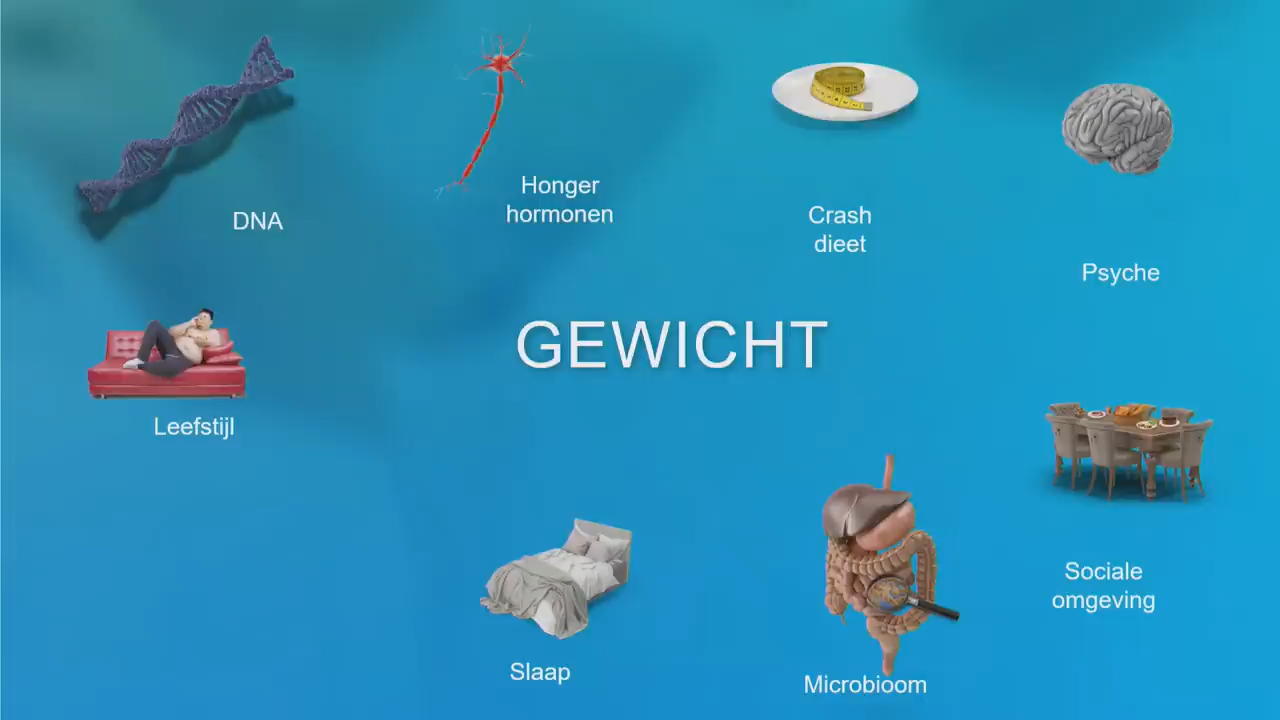 DNA
Honger
hormonen
Crash
dieet
Psyche
GEWICHT
Leefstijl
Sociale
omgeving
Slaap
Microbioom